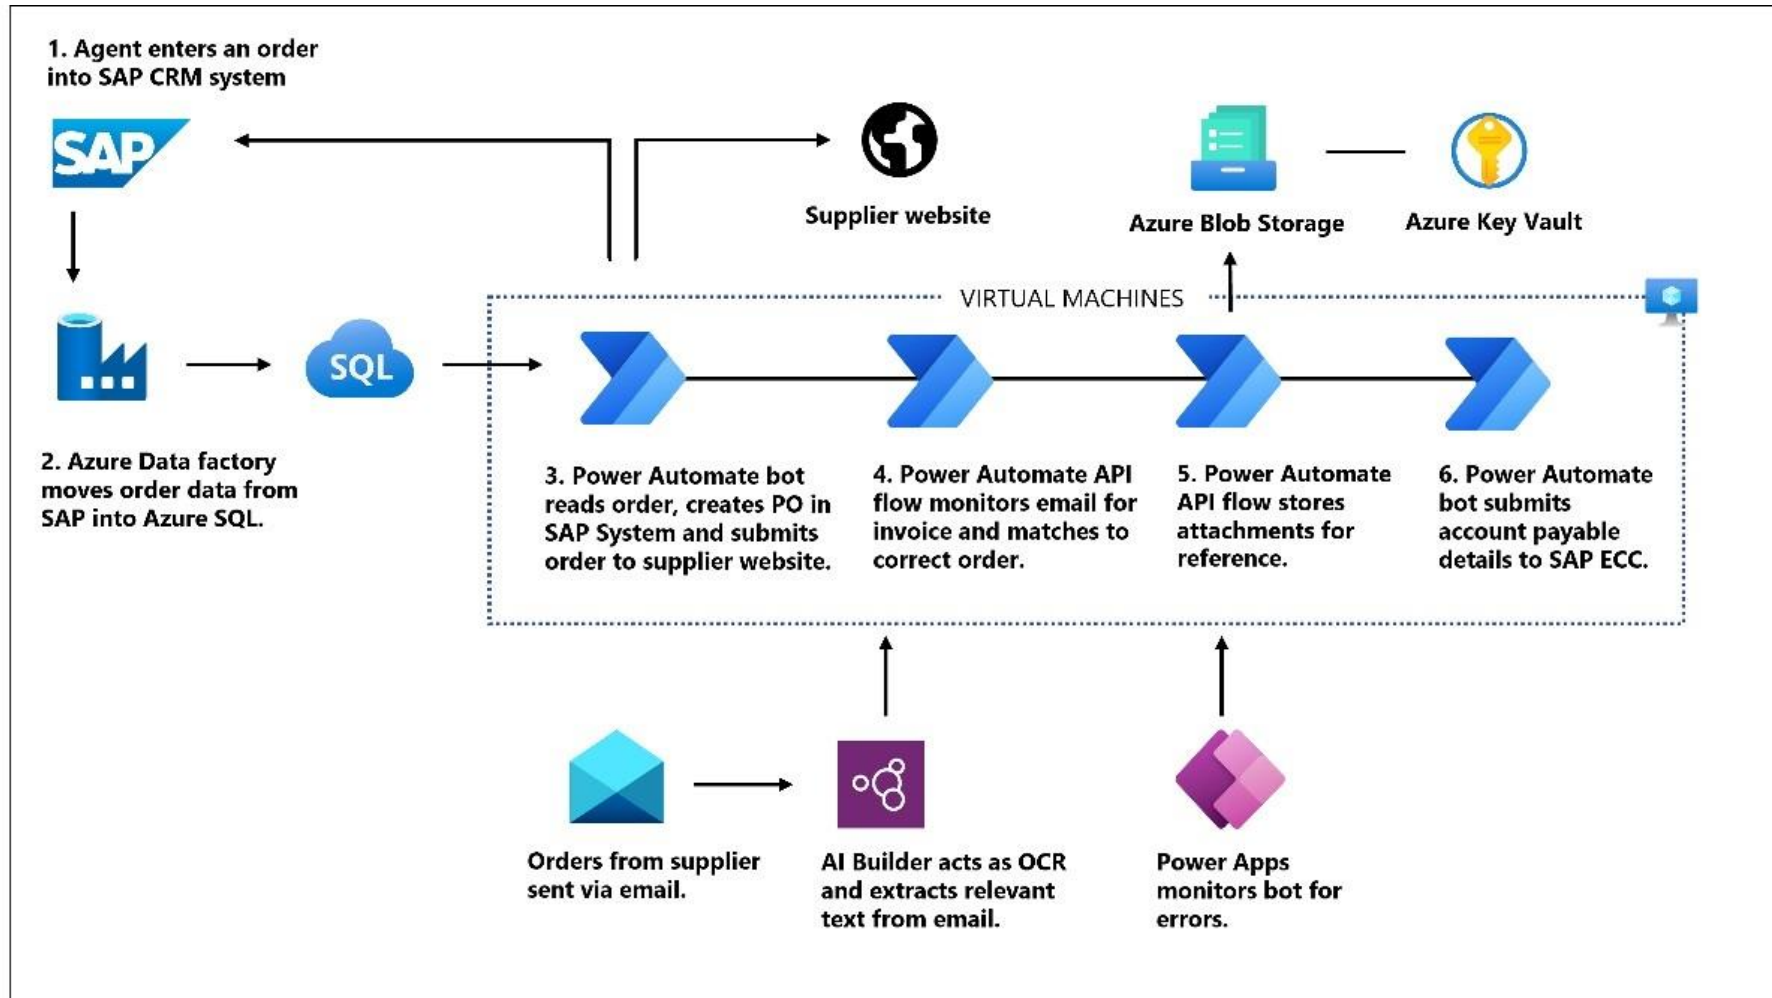 1. Agent enters an order
into SAP CRM system
SAP
Supplier website
Azure Blob Storage
Azure Key Vault
VIRTUAL MACHINES
SQL
2. Azure Data factory
moves order data from
SAP into Azure SQL.
3. Power Automate bot
reads order, creates PO in
SAP System and submits
order to supplier website.
4. Power Automate API
flow monitors email for
invoice and matches to
correct order.
5. Power Automate
API flow stores
attachments for
reference.
6. Power Automate
bot submits
account payable
details to SAP ECC.
Orders from supplier
sent via email.
AI Builder acts as OCR
and extracts relevant
text from email.
Power Apps
monitors bot for
errors.